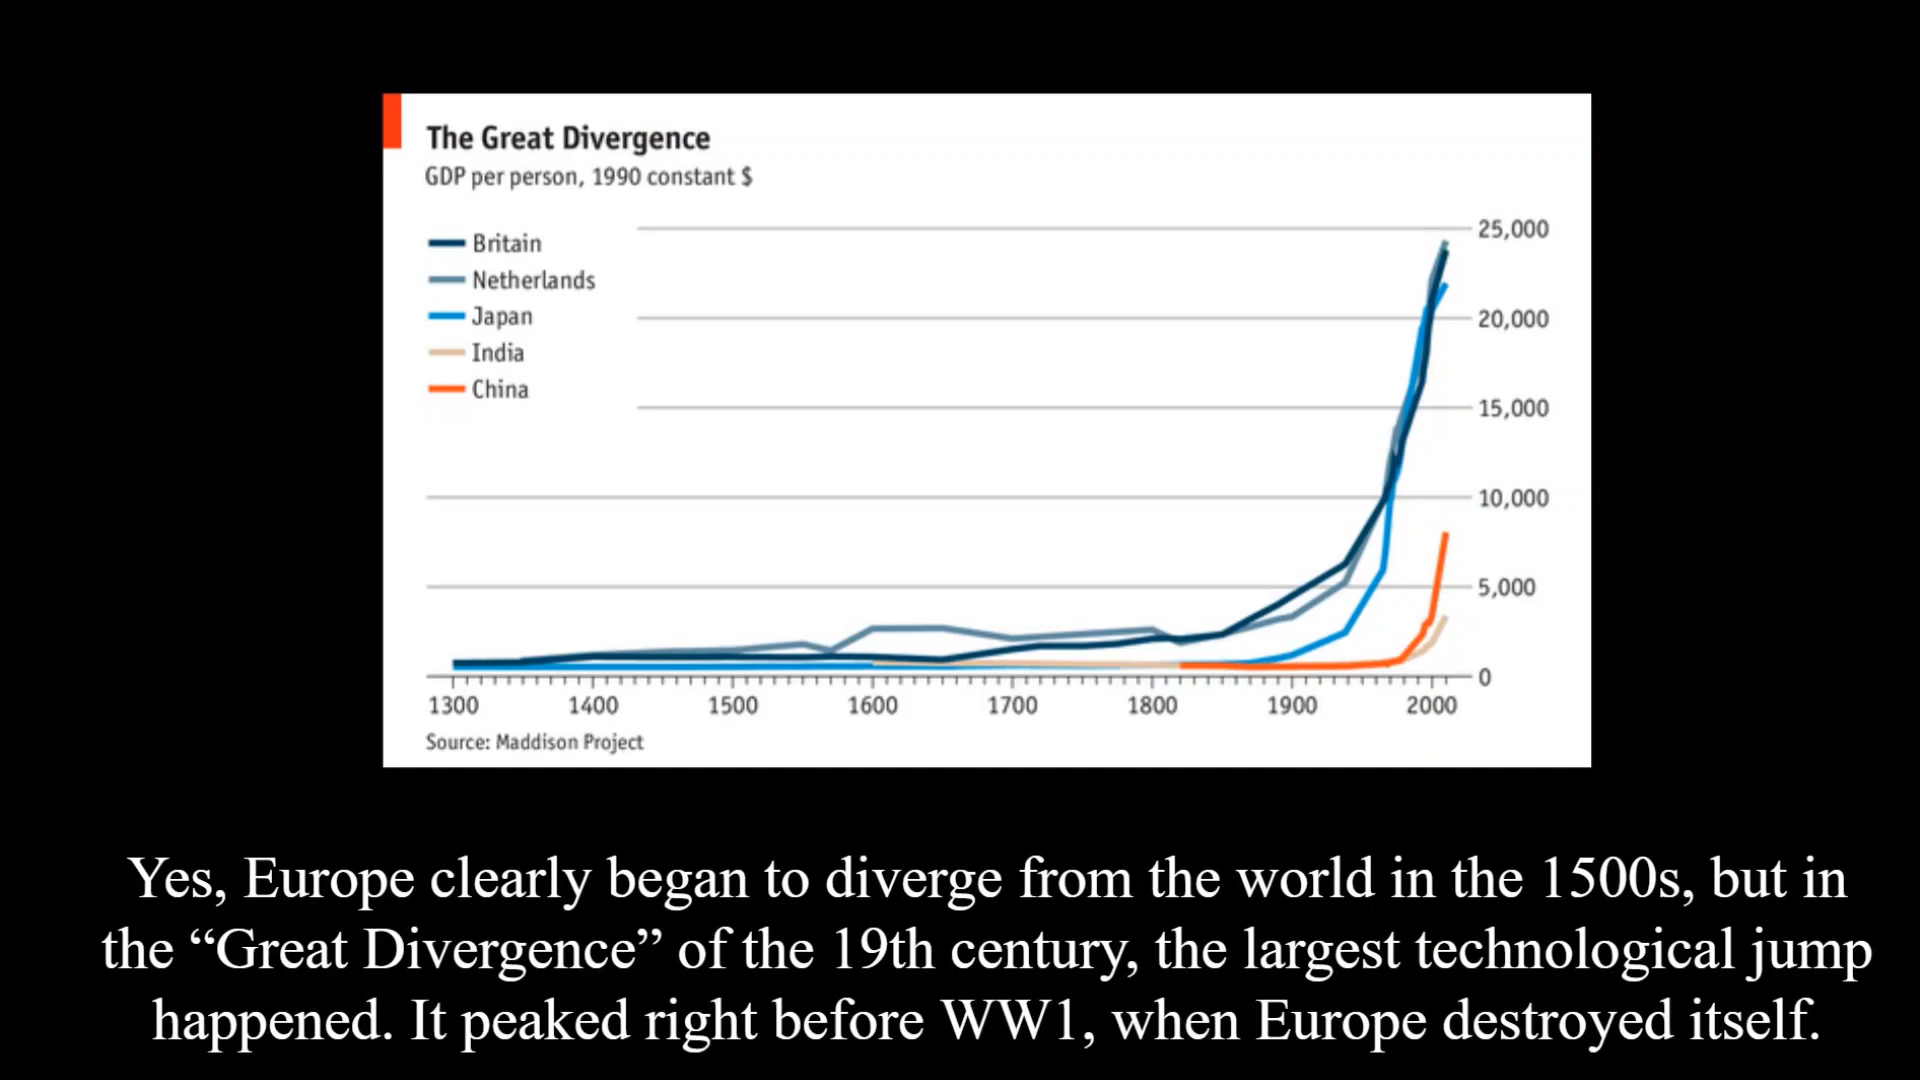 The Great Divergence
GDP per person, 1990 constant $
Britain
Netherlands
Japan
India
China
25,000
20,000
15,000
10,000
5,000
0
1300 1400 1500 1600 1700 1800 1900 2000
Source: Maddison Project
Yes, Europe clearly began to diverge from the world in the 1500s, but in
the “Great Divergence” of the 19th century, the largest technological jump
happened. It peaked right before WW1, when Europe destroyed itself.